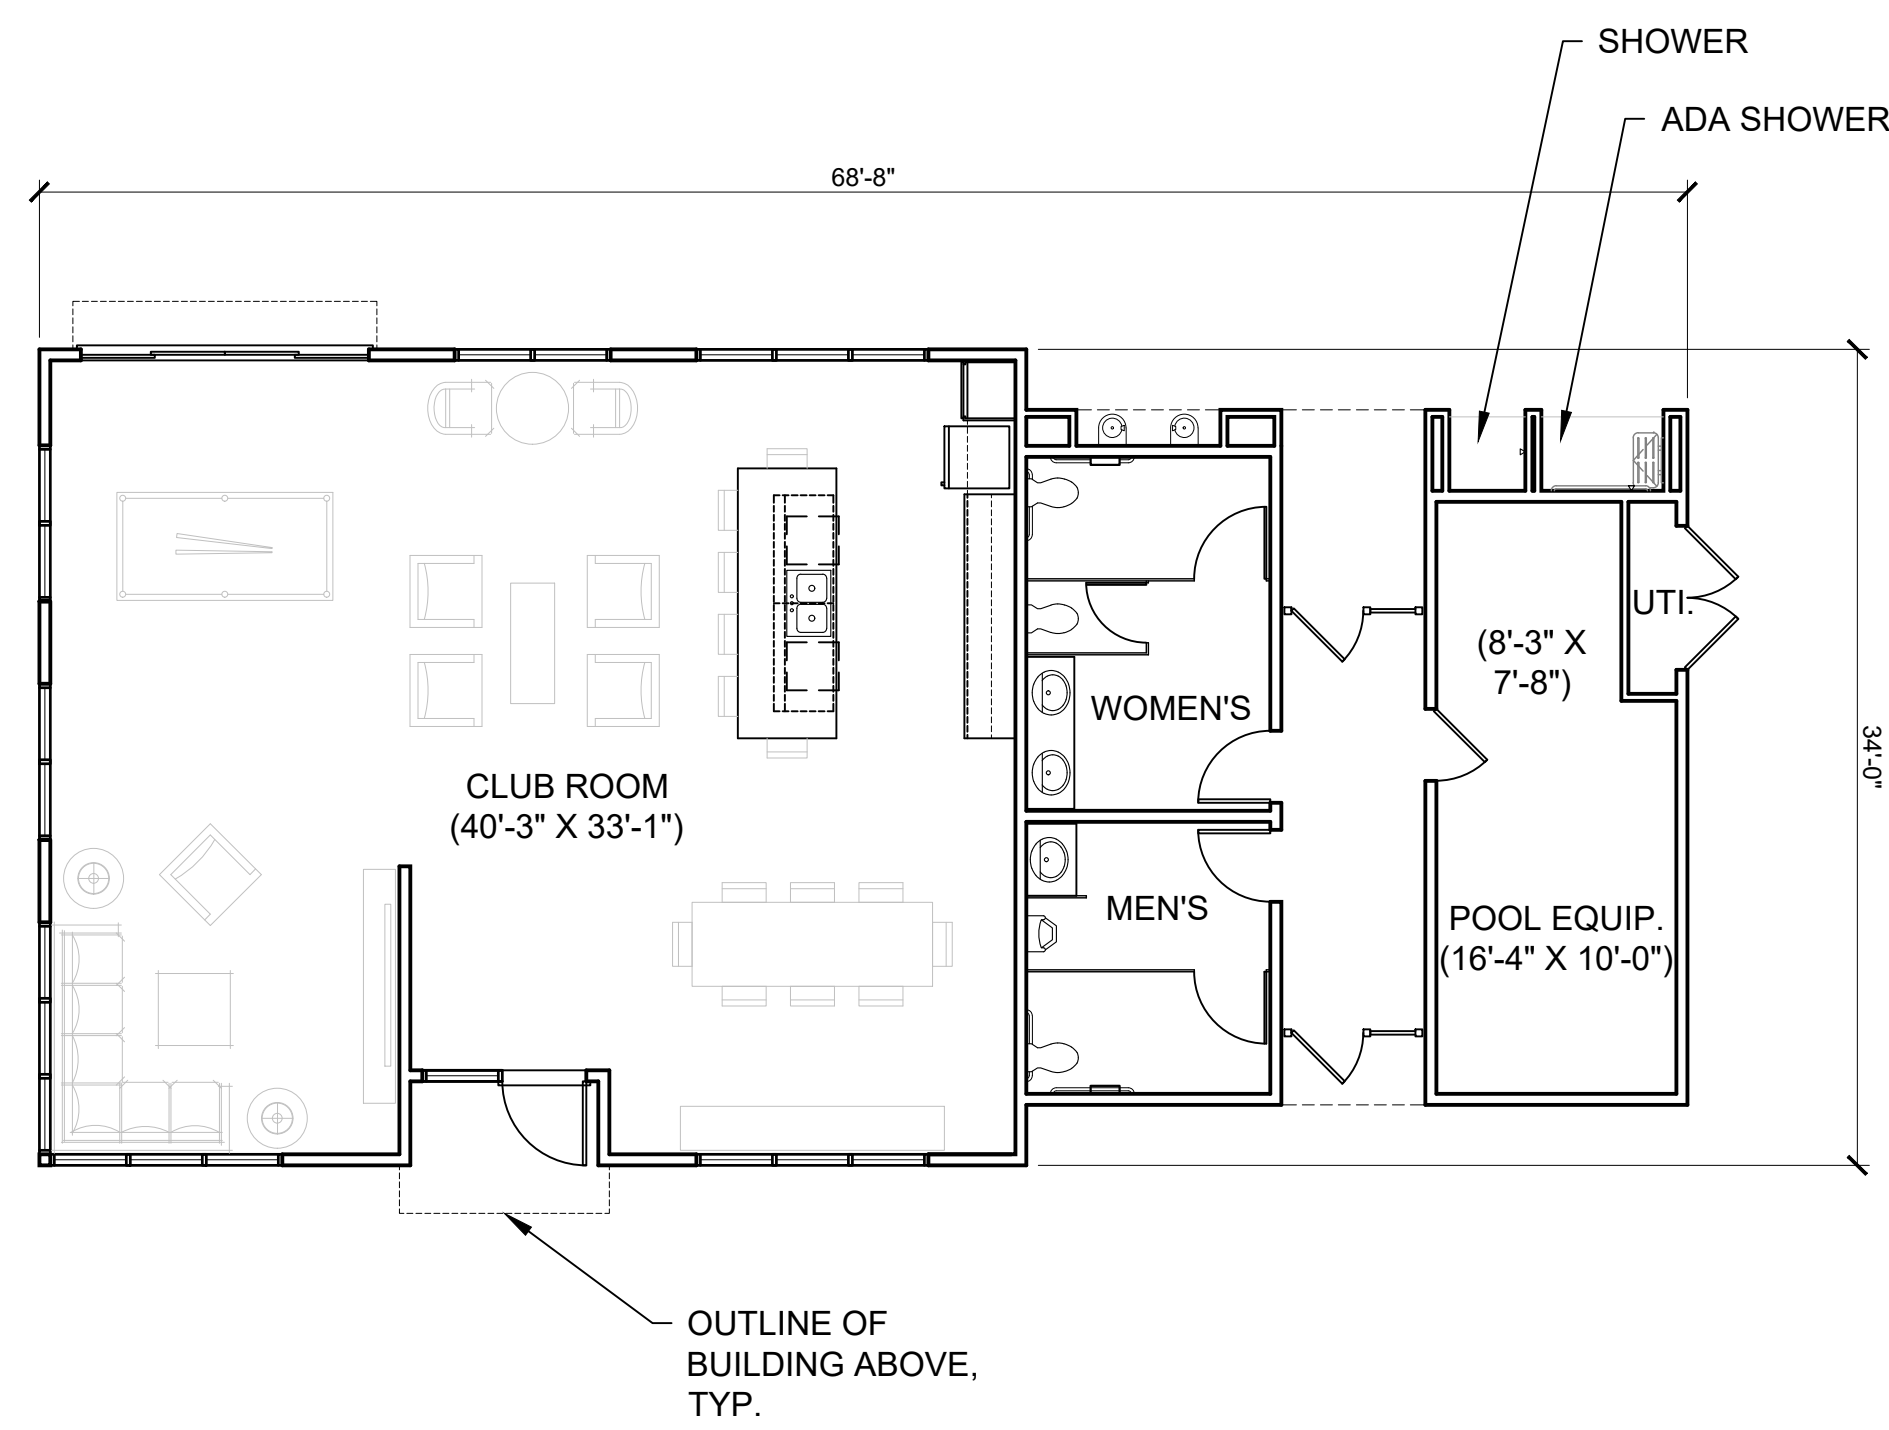 SHOWER
ADA SHOWER
68'-8"
UTI.
(8'-3" X
7'-8")
WOMEN'S
34'-0"
CLUB ROOM
(40'-3" X 33'-1")
MEN'S
POOL EQUIP.
(16'-4" X 10'-0")
OUTLINE OF
BUILDING ABOVE,
TYP.